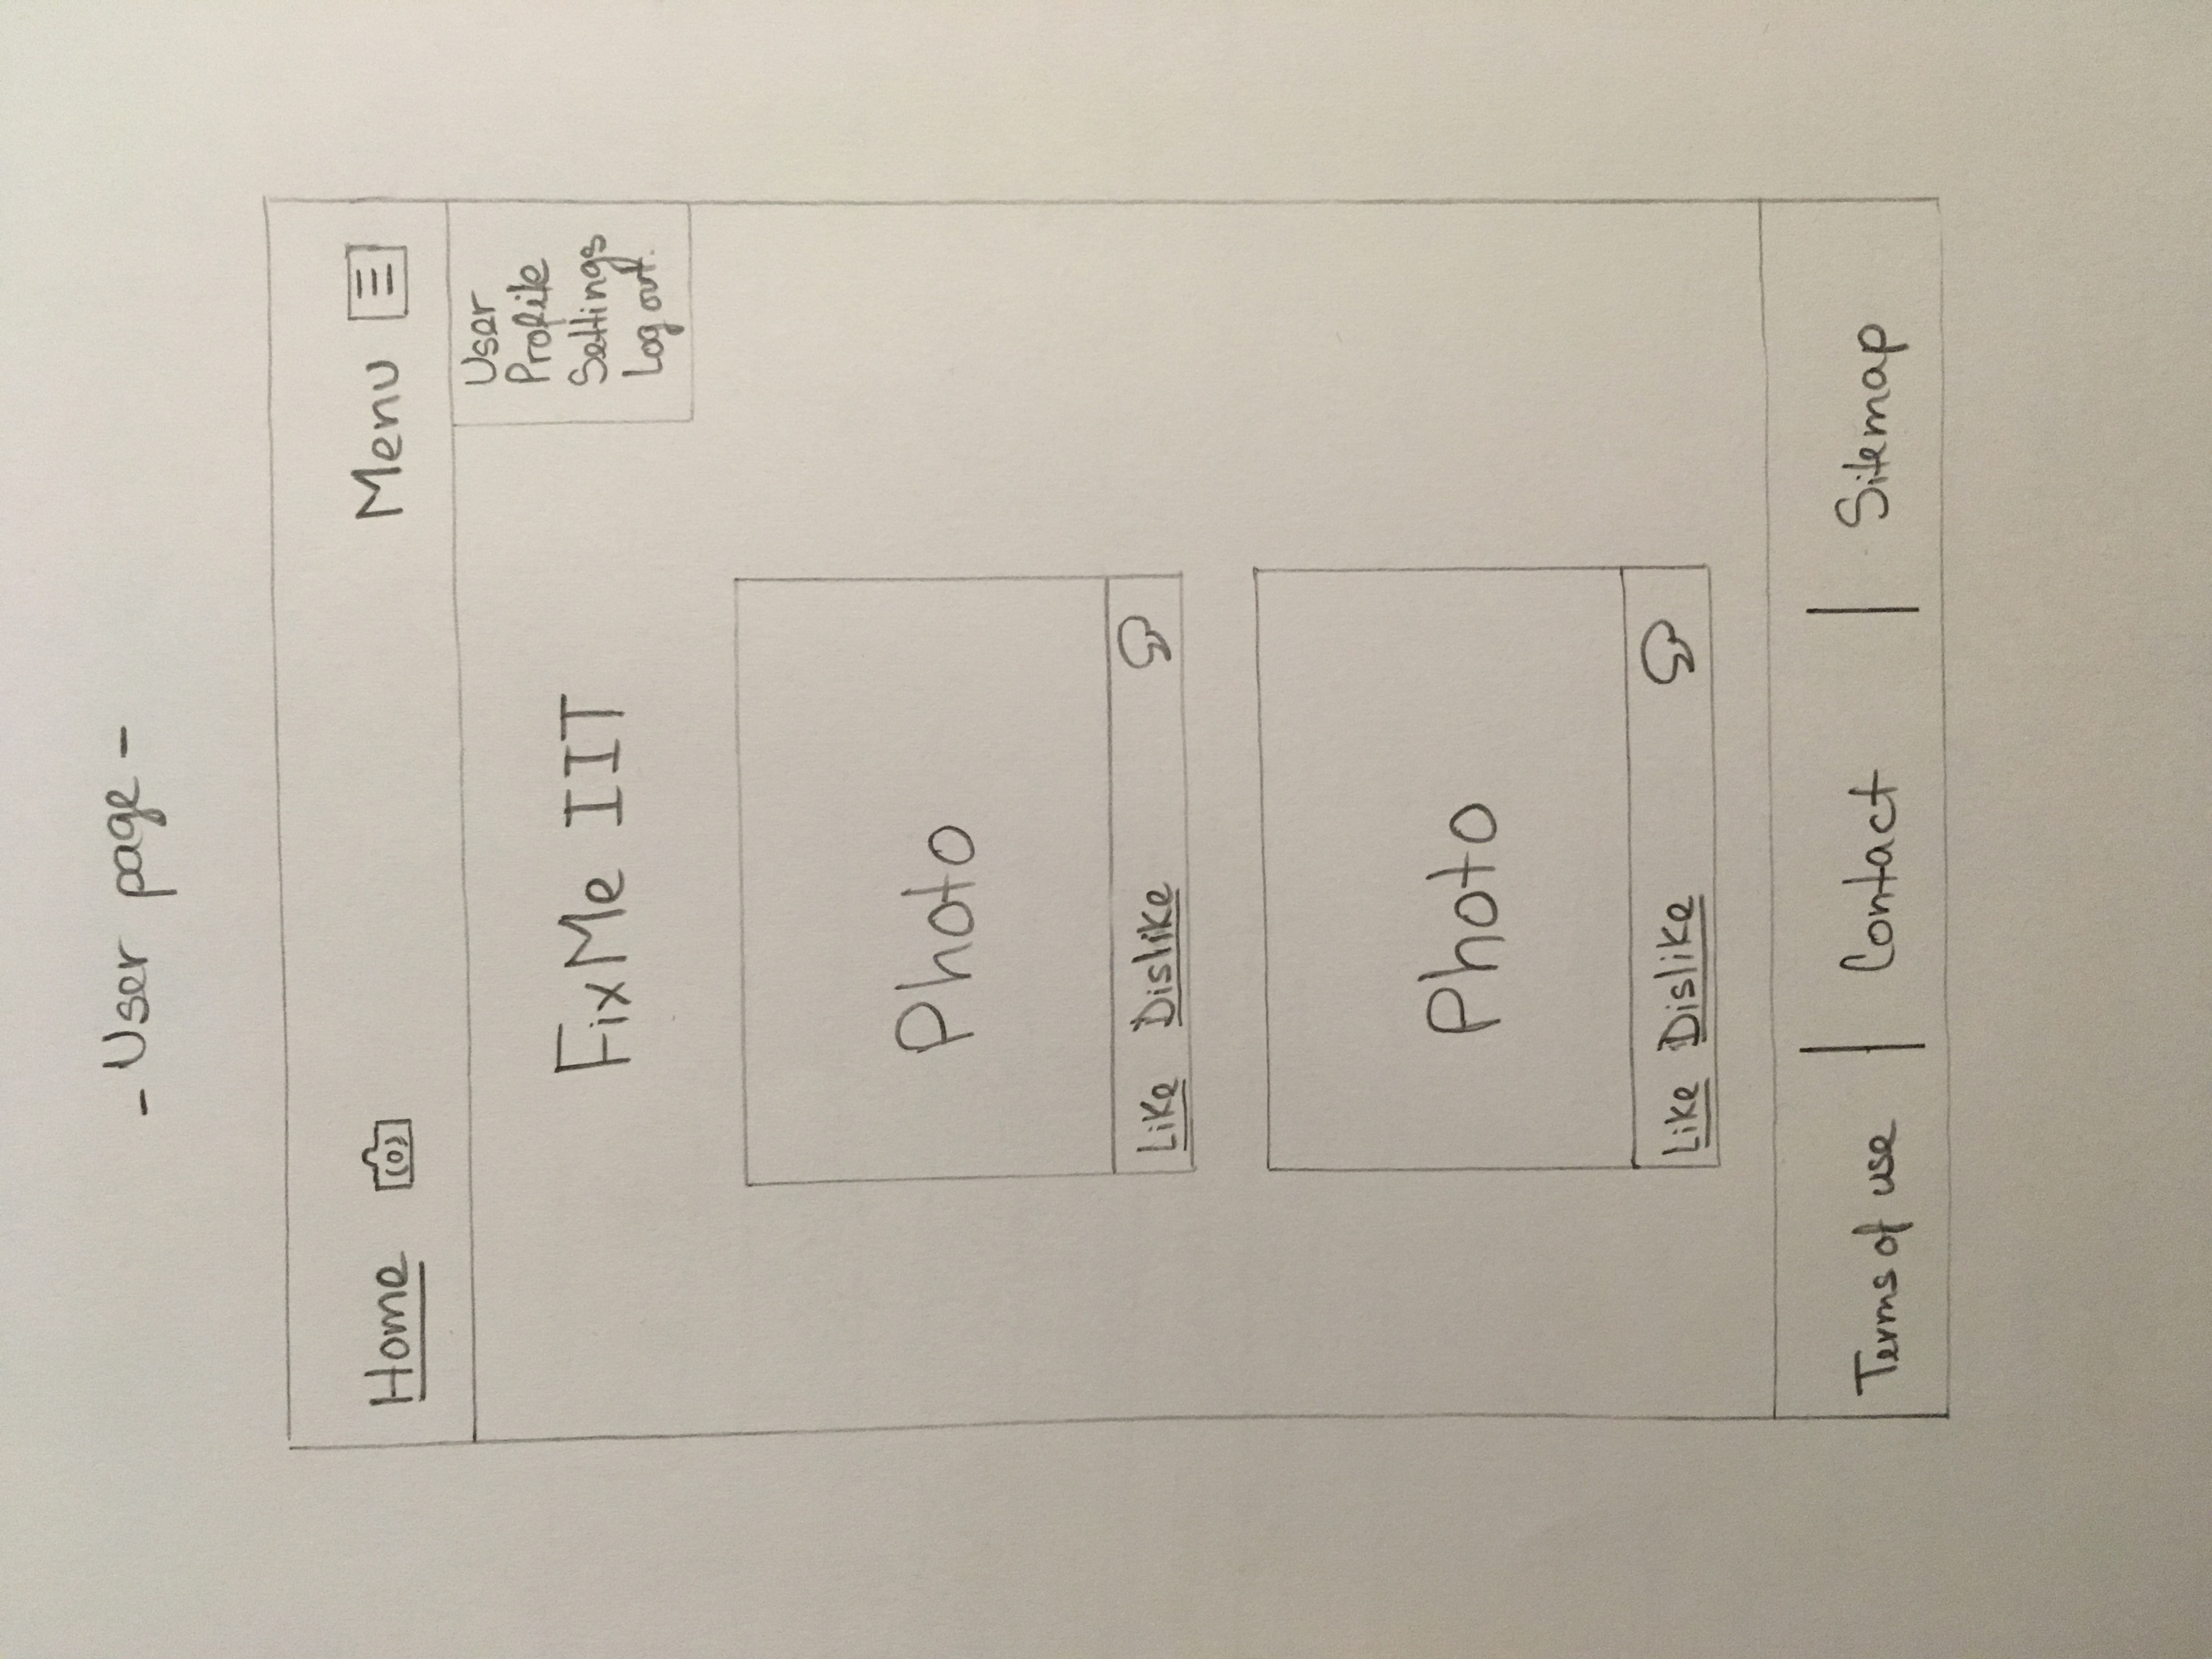 - User page -
Home Menu
User
Profile
Settings
Log out.
FixMe IIT
Photo
Like Dislike
Photo
Like Dislike
Terms of use | Contact | Sitemap